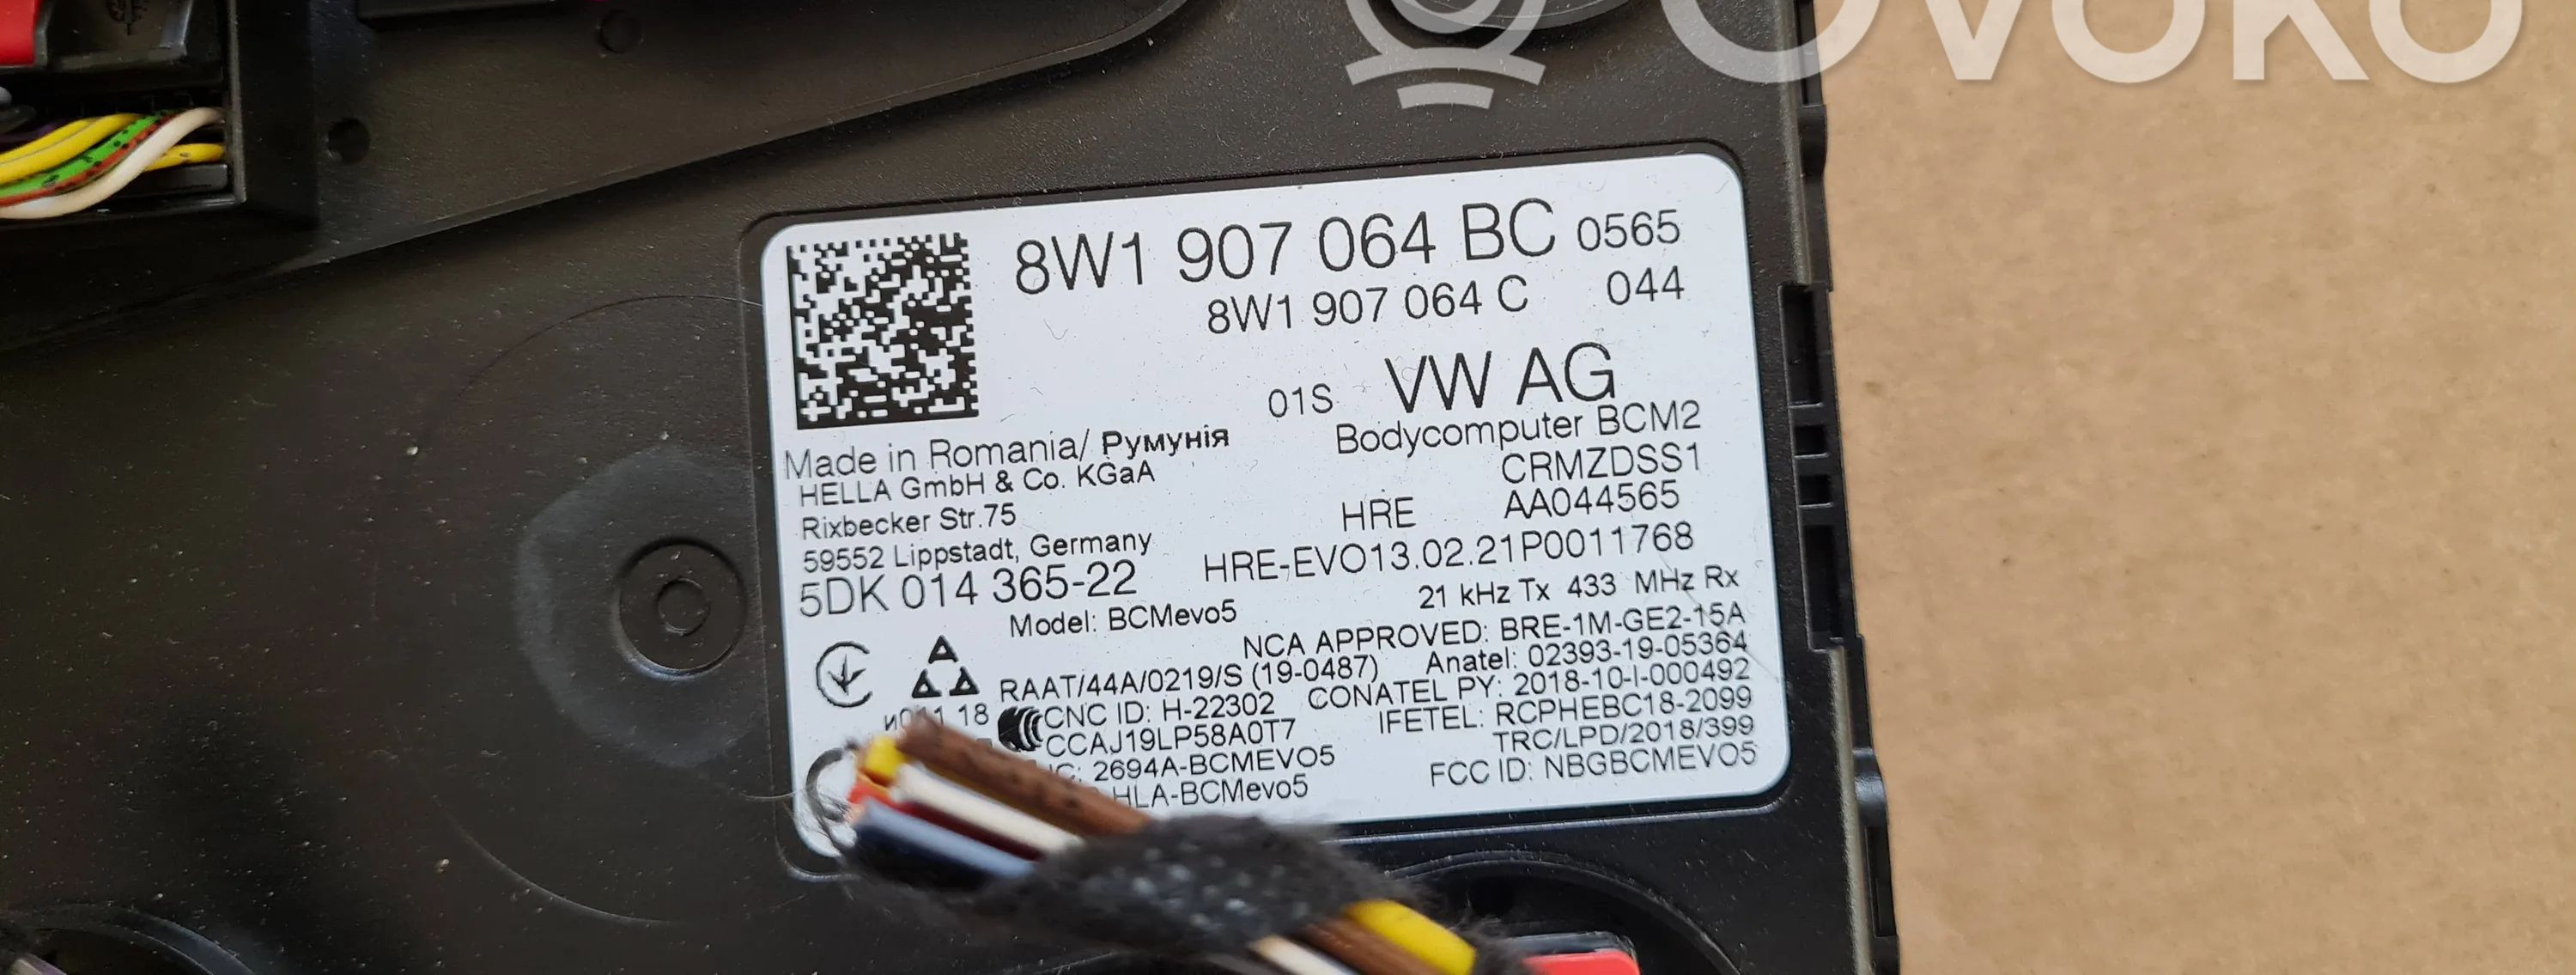 OVOKO
8W1 907 064 BC 0565
8W1 907 064 C 044
01S VW AG
Bodycomputer BCM2
Made in Romania/ Румунія
CRMZDSS1
HELLA GmbH & Co. KGaA
HRE AA044565
Rixbecker Str.75
59552 Lippstadt, Germany
HRE-EVO13.02.21P0011768
5DK 014 365-22
21 kHz Tx 433 MHz Rx
Model: BCMevo5
NCA APPROVED: BRE-1M-GE2-15A
RAAT/44A/0219/S (19-0487) Anatel: 02393-19-05364
18 CNC ID: H-22302 CONATEL PY: 2018-10-I-000492
CCAJ19LP58A0T7 IFETEL: RCPHEBC18-2099
TRC/LPD/2018/399
IC: 2694A-BCMEVO5
FCC ID: NBGBCMEVO5
HLA-BCMevo5